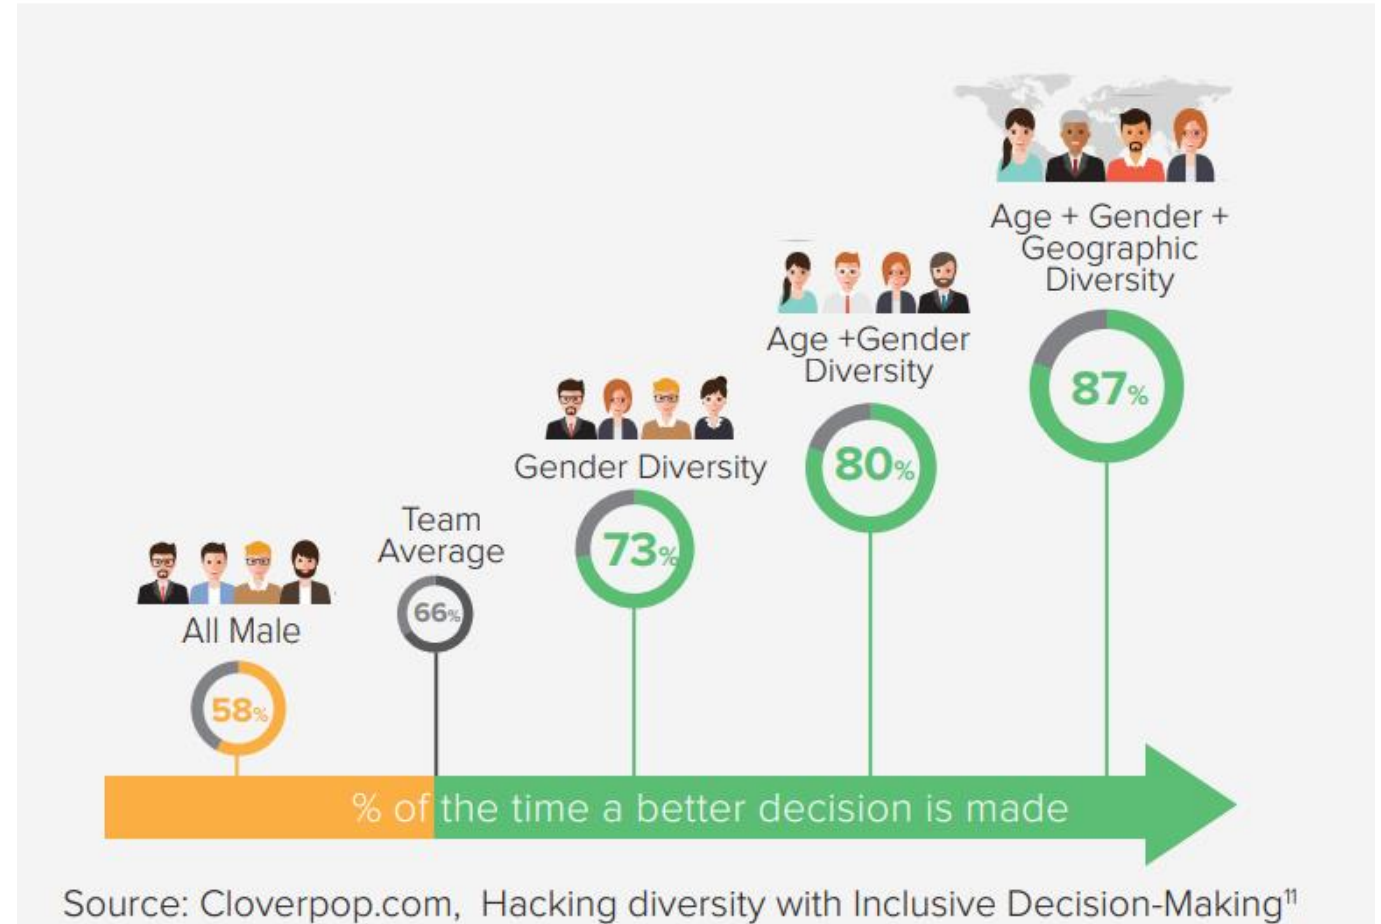 Age + Gender +
Geographic
Diversity
87%
Age +Gender
Diversity
80%
Gender Diversity
73%
Team
Average
66%
All Male
58%
% of the time a better decision is made
Source: Cloverpop.com, Hacking diversity with Inclusive Decision-Making¹¹